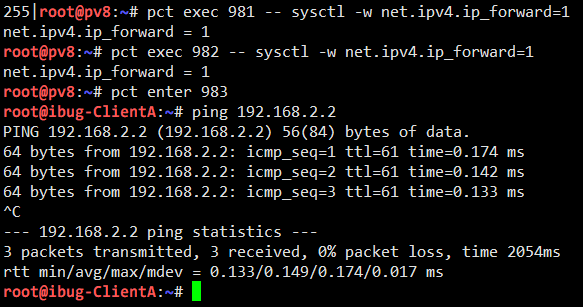 255|root@pv8:~# pct exec 981 -- sysctl -w net.ipv4.ip_forward=1
net.ipv4.ip_forward = 1
root@pv8:~# pct exec 982 -- sysctl -w net.ipv4.ip_forward=1
net.ipv4.ip_forward = 1
root@pv8:~# pct enter 983
root@ibug-ClientA:~# ping 192.168.2.2
PING 192.168.2.2 (192.168.2.2) 56(84) bytes of data.
64 bytes from 192.168.2.2: icmp_seq=1 ttl=61 time=0.174 ms
64 bytes from 192.168.2.2: icmp_seq=2 ttl=61 time=0.142 ms
64 bytes from 192.168.2.2: icmp_seq=3 ttl=61 time=0.133 ms
^C
--- 192.168.2.2 ping statistics ---
3 packets transmitted, 3 received, 0% packet loss, time 2054ms
rtt min/avg/max/mdev = 0.133/0.149/0.174/0.017 ms
root@ibug-ClientA:~#